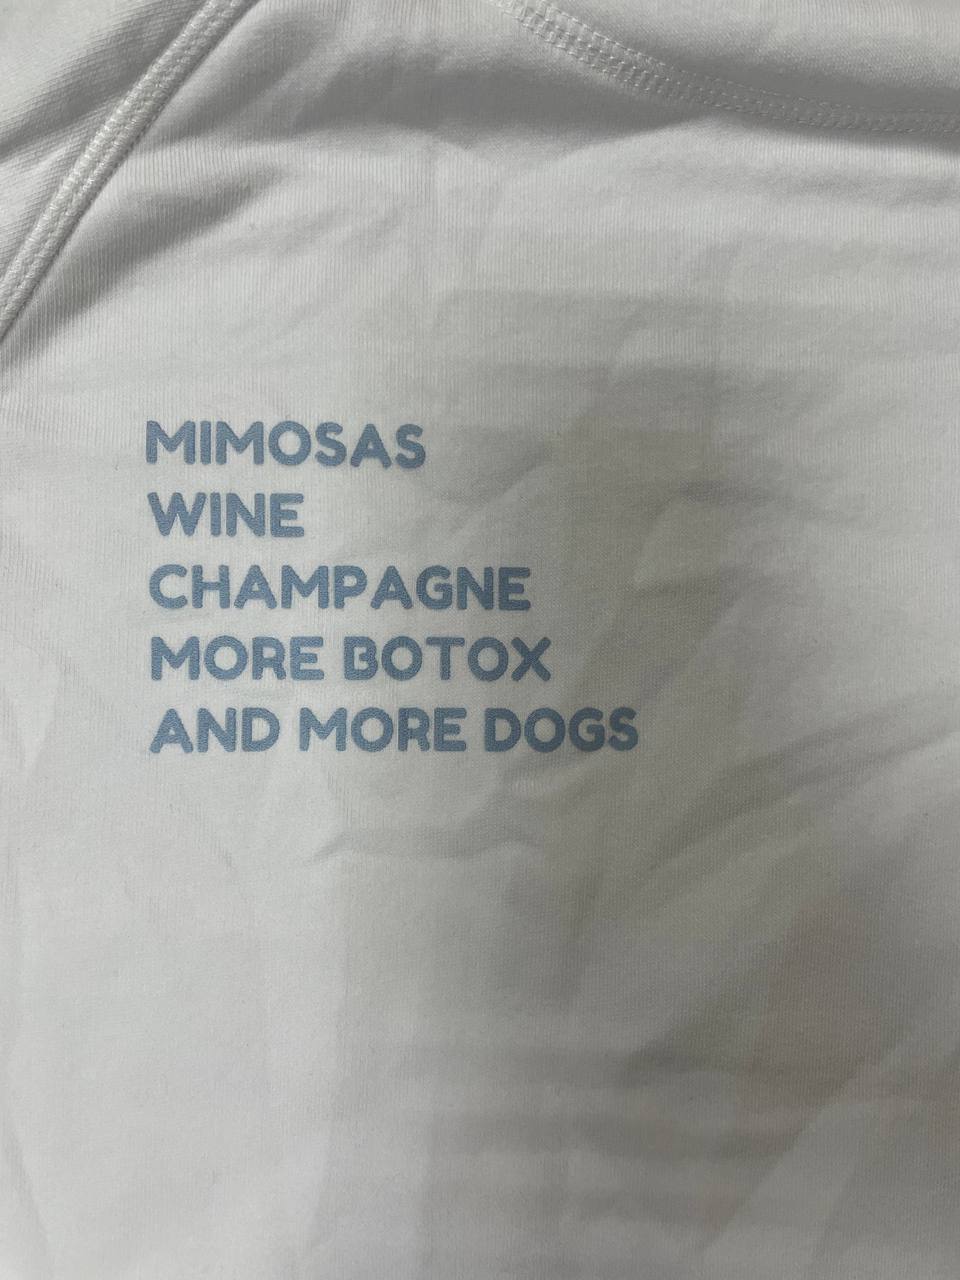 MIMOSAS
WINE
CHAMPAGNE
MORE BOTOX
AND MORE DOGS